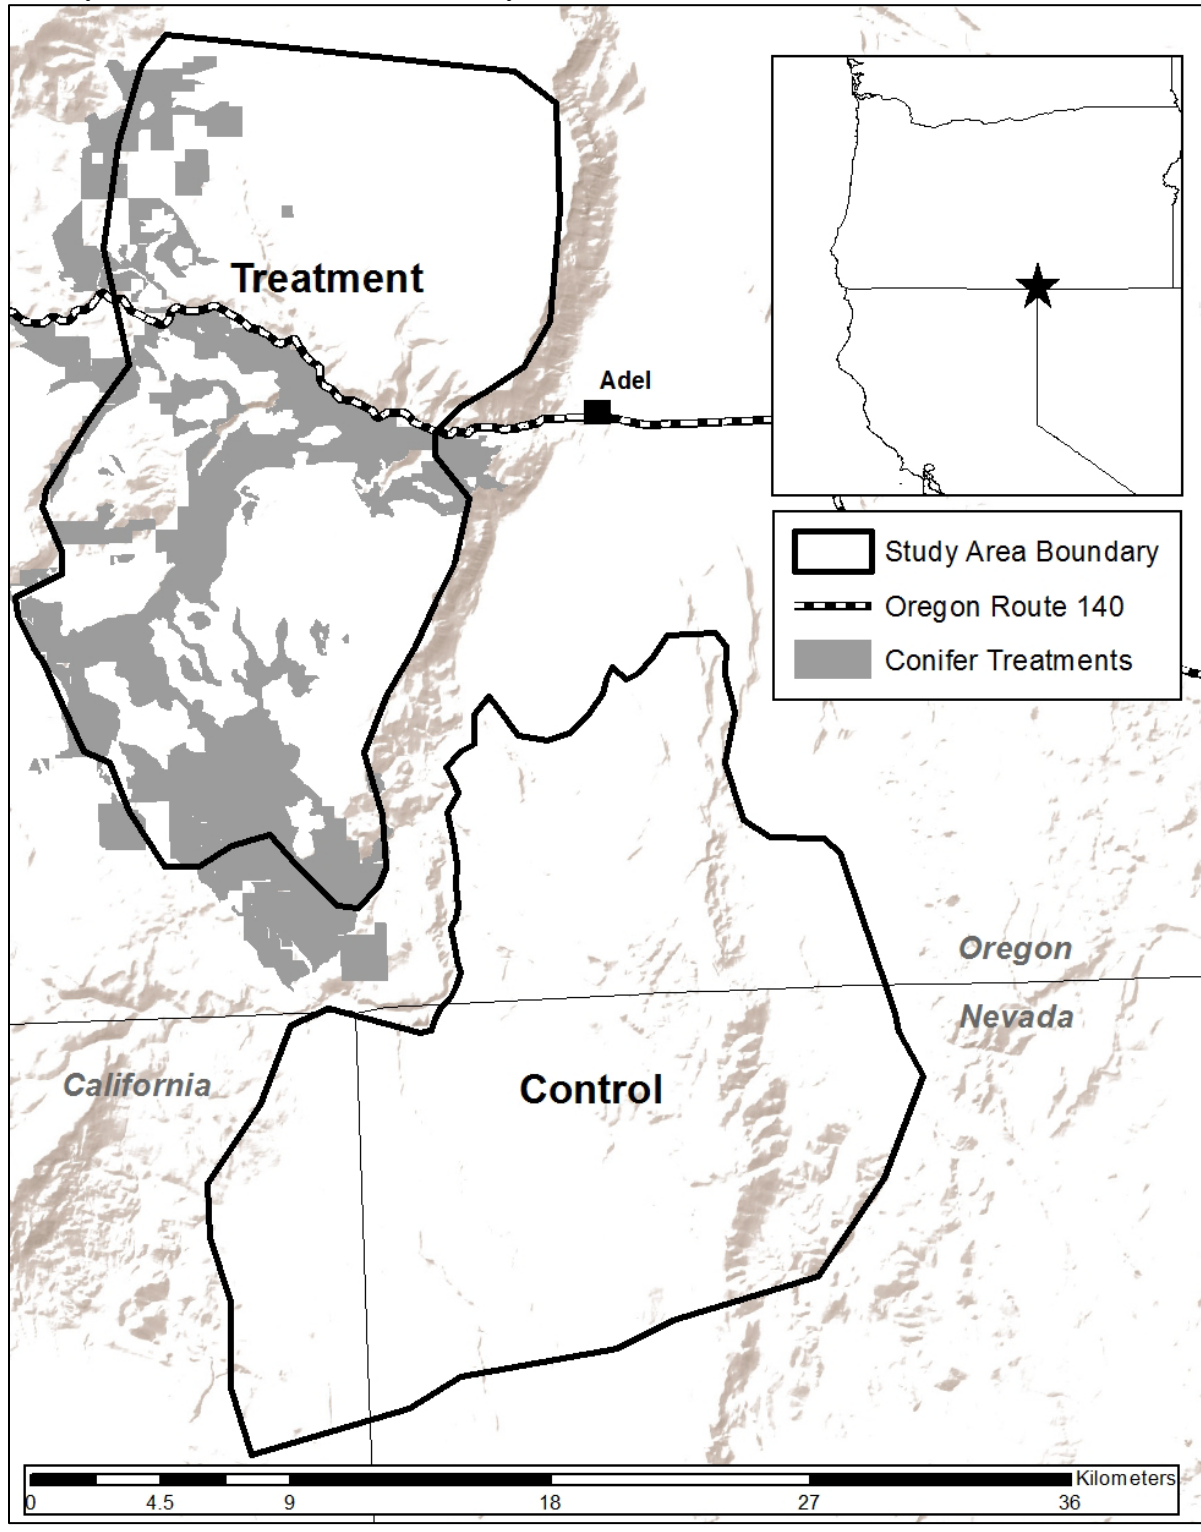 Treatment
Adel
Study Area Boundary
Oregon Route 140
Conifer Treatments
Oregon
Nevada
California
Control
Kilometers
0 4.5 9 18 27 36